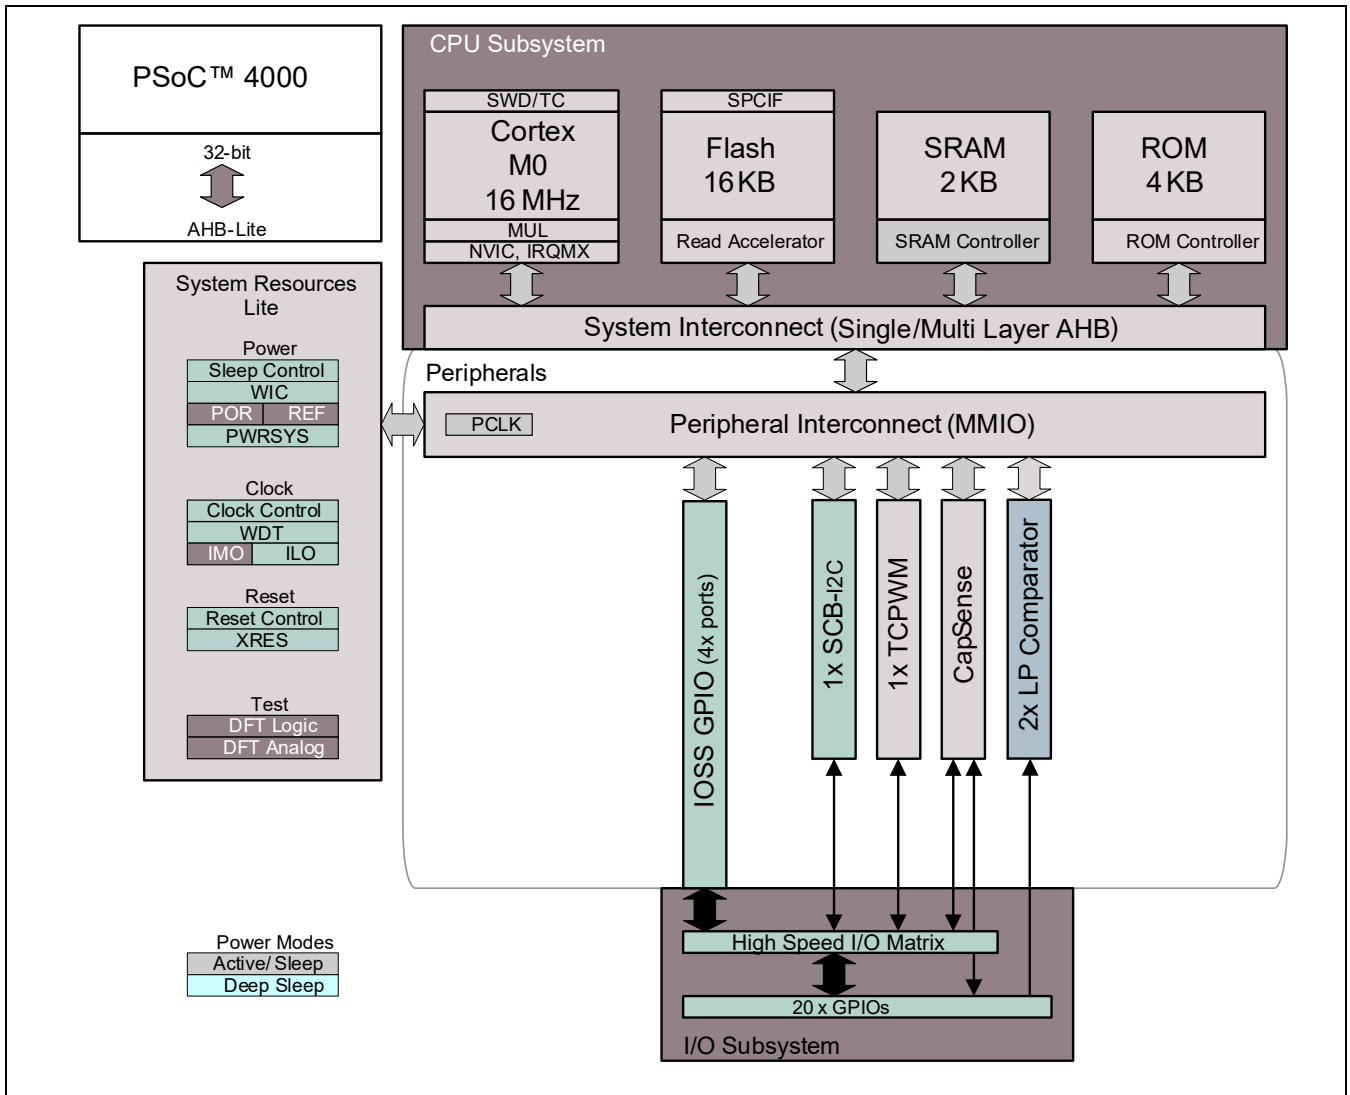 PSoC™ 4000
32-bit
AHB-Lite
CPU Subsystem
SWD/TC
Cortex
M0
16 MHz
MUL
NVIC, IRQMX
SPCIF
Flash
16 KB
Read Accelerator
SRAM
2 KB
SRAM Controller
ROM
4 KB
ROM Controller
System Interconnect (Single/Multi Layer AHB)
System Resources
Lite
Power
Sleep Control
WIC
POR REF
PWRSYS
Clock
Clock Control
WDT
IMO ILO
Reset
Reset Control
XRES
Test
DFT Logic
DFT Analog
Peripherals
PCLK
Peripheral Interconnect (MMIO)
IOSS GPIO (4x ports)
1x SCB-I2C
1x TCPWM
CapSense
2x LP Comparator
High Speed I/O Matrix
20 x GPIOs
I/O Subsystem
Power Modes
Active/ Sleep
Deep Sleep